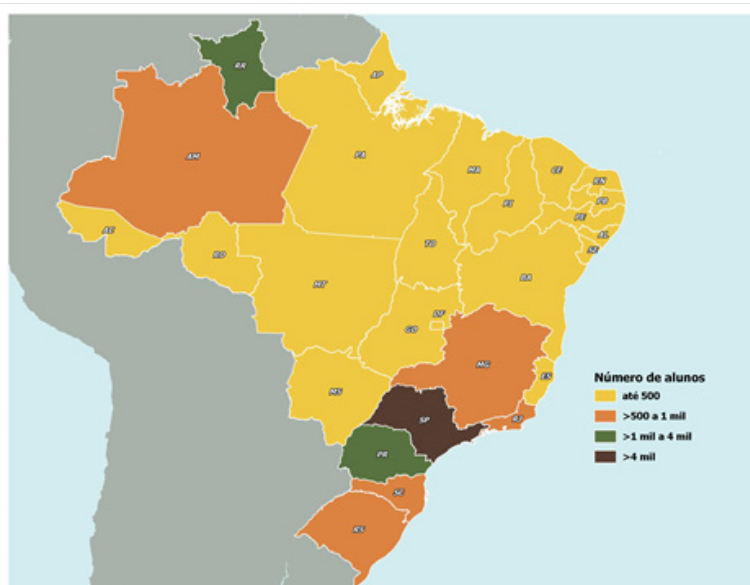 RR
AP
AM
PA
MA
CE
RN
PB
PI
PE
AL
SE
AC
TO
RO
BA
MT
DF
GO
MG
ES
MS
SP
RJ
PR
SC
RS
Número de alunos
até 500
>500 a 1 mil
>1 mil a 4 mil
>4 mil